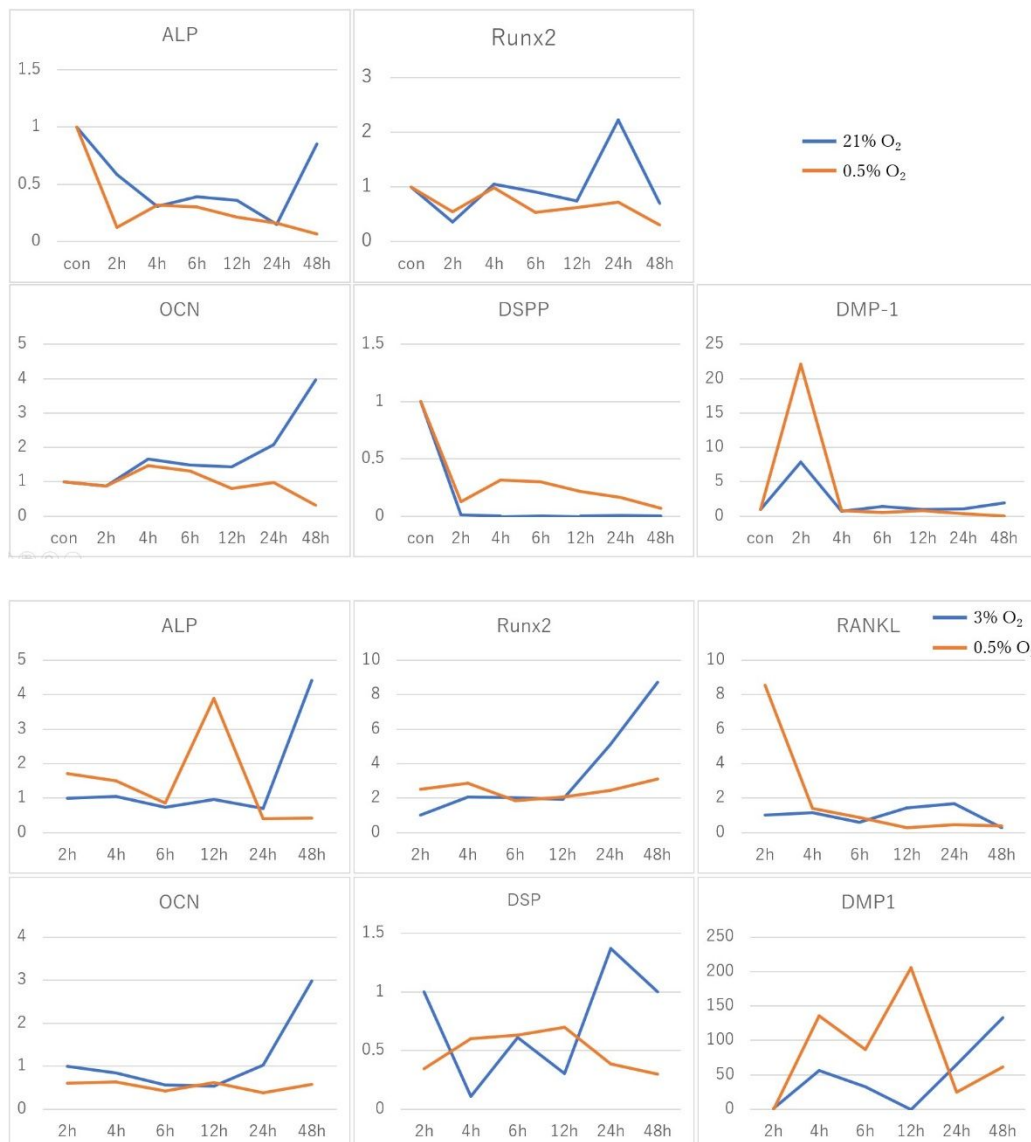 ALP
1.5
1
0.5
0
con 2h 4h 6h 12h 24h 48h
Runx2
3
2
1
0
con 2h 4h 6h 12h 24h 48h
21% O₂
0.5% O₂
OCN
5
4
3
2
1
0
con 2h 4h 6h 12h 24h 48h
DSPP
1.5
1
0.5
0
con 2h 4h 6h 12h 24h 48h
DMP-1
25
20
15
10
5
0
con 2h 4h 6h 12h 24h 48h
ALP
5
4
3
2
1
0
2h 4h 6h 12h 24h 48h
Runx2
10
8
6
4
2
0
2h 4h 6h 12h 24h 48h
RANKL
3% O₂
0.5% O
10
8
6
4
2
0
2h 4h 6h 12h 24h 48h
OCN
4
3
2
1
0
2h 4h 6h 12h 24h 48h
DSP
1.5
1
0.5
0
2h 4h 6h 12h 24h 48h
DMP1
250
200
150
100
50
0
2h 4h 6h 12h 24h 48h